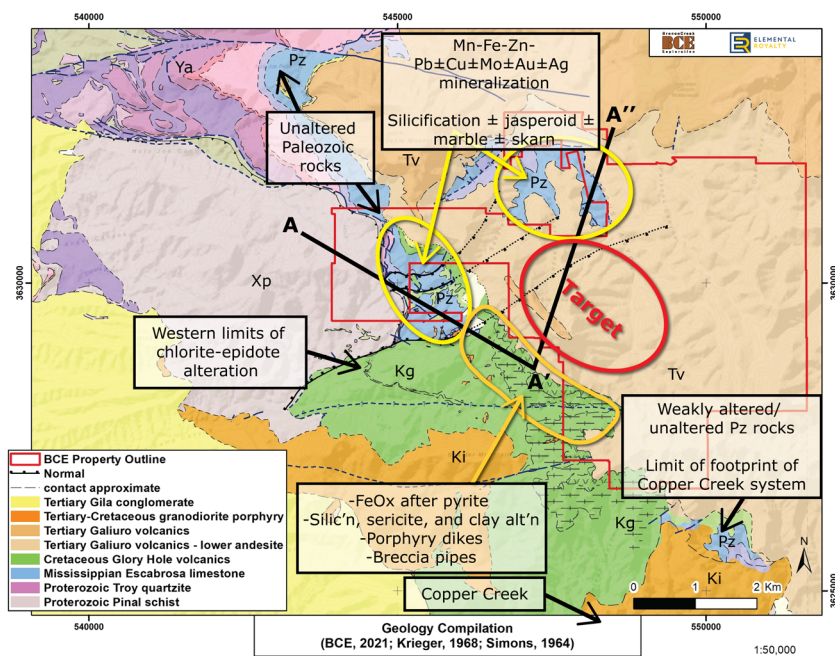 540000
545000
550000
BronzeCreek
BCE
Exploration
ELEMENTAL
ROYALTY
Mn-Fe-Zn-
Pb±Cu±Mo±Au±Ag
mineralization
Silicification ± jasperoid ±
marble ± skarn
Ya
Pz
Unaltered
Paleozoic
rocks
Tv
A''
Pz
A
3630000
3630000
Xp
Pz
Target
Western limits of
chlorite-epidote
alteration
Kg
A'
Tv
Weakly altered/
unaltered Pz rocks
Limit of footprint of
Copper Creek system
Ki
BCE Property Outline
Normal
contact approximate
Tertiary Gila conglomerate
Tertiary-Cretaceous granodiorite porphyry
Tertiary Galiuro volcanics
Tertiary Galiuro volcanics - lower andesite
Cretaceous Glory Hole volcanics
Mississippian Escabrosa limestone
Proterozoic Troy quartzite
Proterozoic Pinal schist
-FeOx after pyrite
-Silic'n, sericite, and clay alt'n
-Porphyry dikes
-Breccia pipes
Kg
Pz
N
Ki
Copper Creek
0 1 2 Km
3625000
540000
550000
Geology Compilation
(BCE, 2021; Krieger, 1968; Simons, 1964)
1:50,000